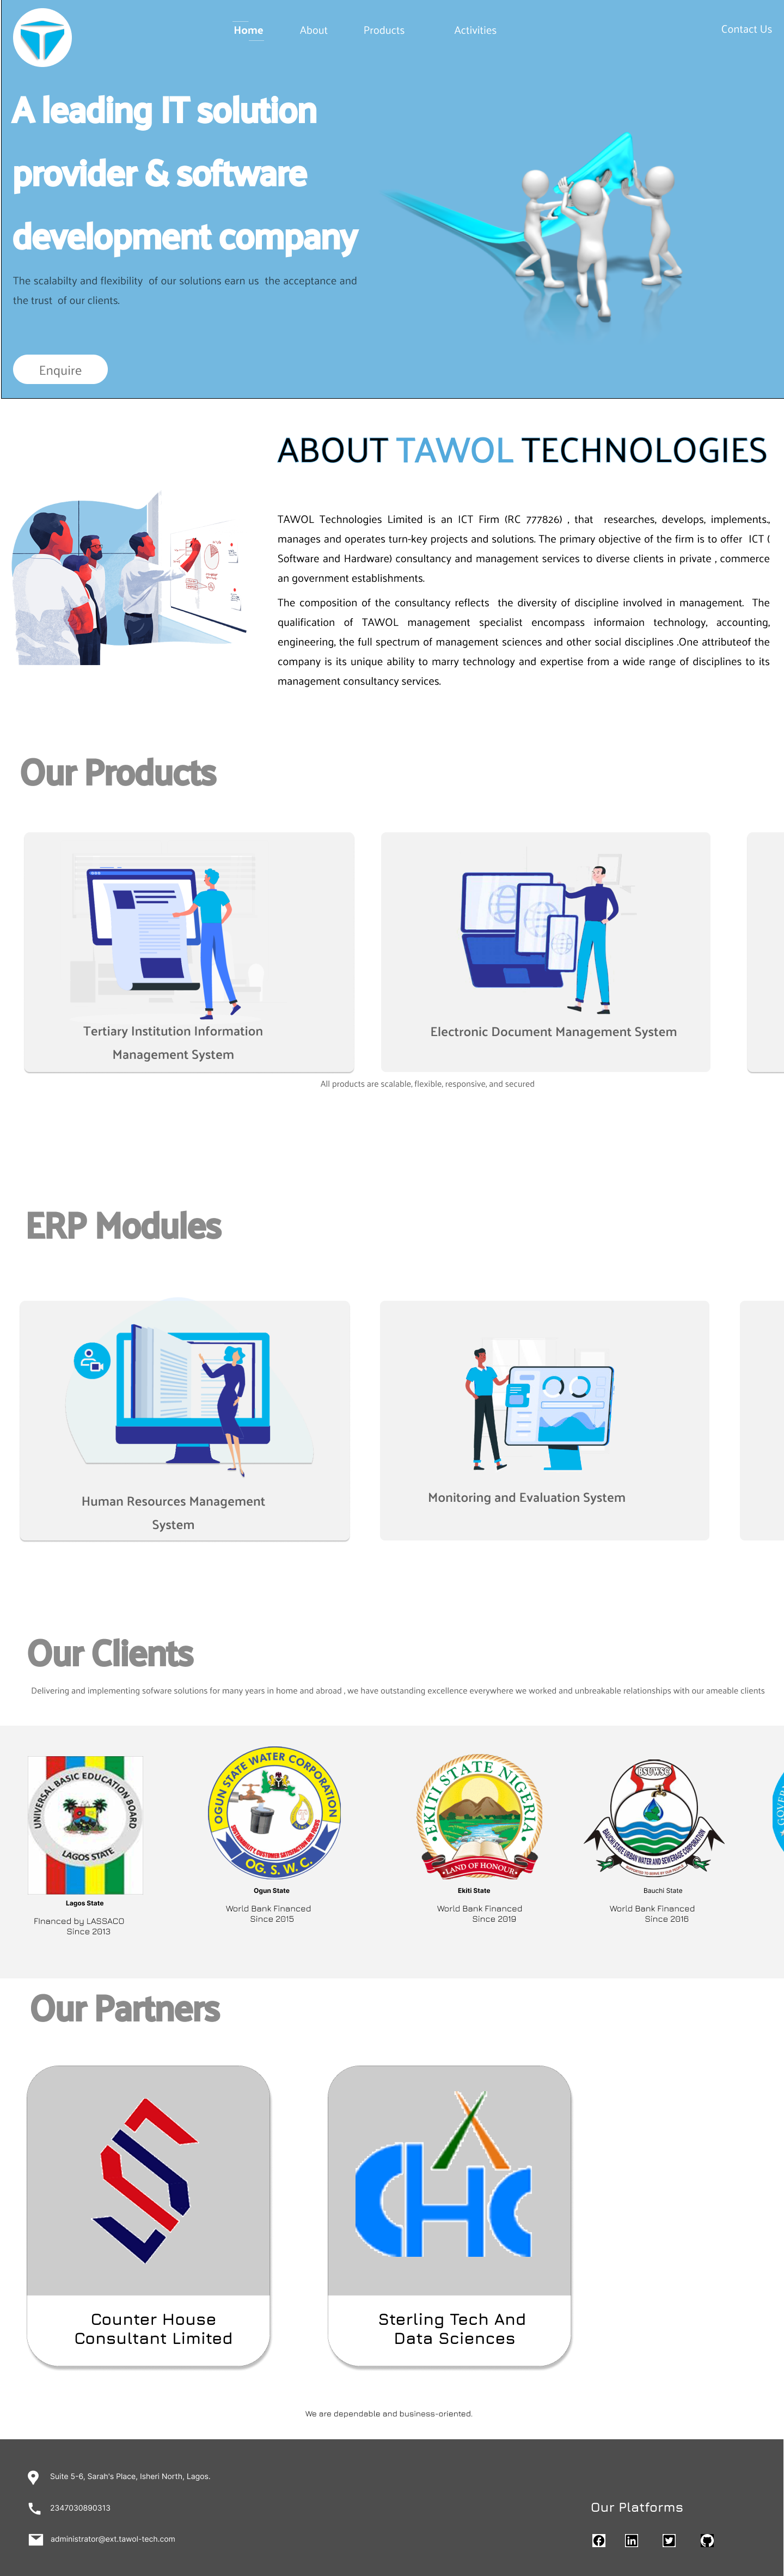 Home
About
Products
Activities
Contact Us
A leading IT solution
provider & software
development company
The scalabilty and flexibility of our solutions earn us the acceptance and
the trust of our clients.
Enquire
ABOUT TAWOL TECHNOLOGIES
TAWOL Technologies Limited is an ICT Firm (RC 777826) , that researches, develops, implements.,
manages and operates turn-key projects and solutions. The primary objective of the firm is to offer ICT (
Software and Hardware) consultancy and management services to diverse clients in private , commerce
an government establishments.
The composition of the consultancy reflects the diversity of discipline involved in management. The
qualification of TAWOL management specialist encompass informaion technology, accounting,
engineering, the full spectrum of management sciences and other social disciplines .One attributeof the
company is its unique ability to marry technology and expertise from a wide range of disciplines to its
management consultancy services.
Our Products
Tertiary Institution Information
Management System
Electronic Document Management System
All products are scalable, flexible, responsive, and secured
ERP Modules
Human Resources Management
System
Monitoring and Evaluation System
Our Clients
Delivering and implementing sofware solutions for many years in home and abroad , we have outstanding excellence everywhere we worked and unbreakable relationships with our ameable clients
UNIVERSAL BASIC EDUCATION BOARD
LAGOS STATE
Lagos State
FInanced by LASSACO
Since 2013
OGUN STATE WATER CORPORATION
SUSTAINABILITY, CUSTOMER SATISFACTION OUR FOCUS
OG. S. W. C.
Ogun State
World Bank Financed
Since 2015
EKITI STATE NIGERIA
LAND OF HONOUR
Ekiti State
World Bank Financed
Since 2019
BSUWSC
BAUCHI STATE URBAN WATER AND SEWERAGE CORPORATION
Bauchi State
World Bank Financed
Since 2016
Our Partners
Counter House
Consultant Limited
CHC
Sterling Tech And
Data Sciences
We are dependable and business-oriented.
Suite 5-6, Sarah's Place, Isheri North, Lagos.
2347030890313
administrator@ext.tawol-tech.com
Our Platforms